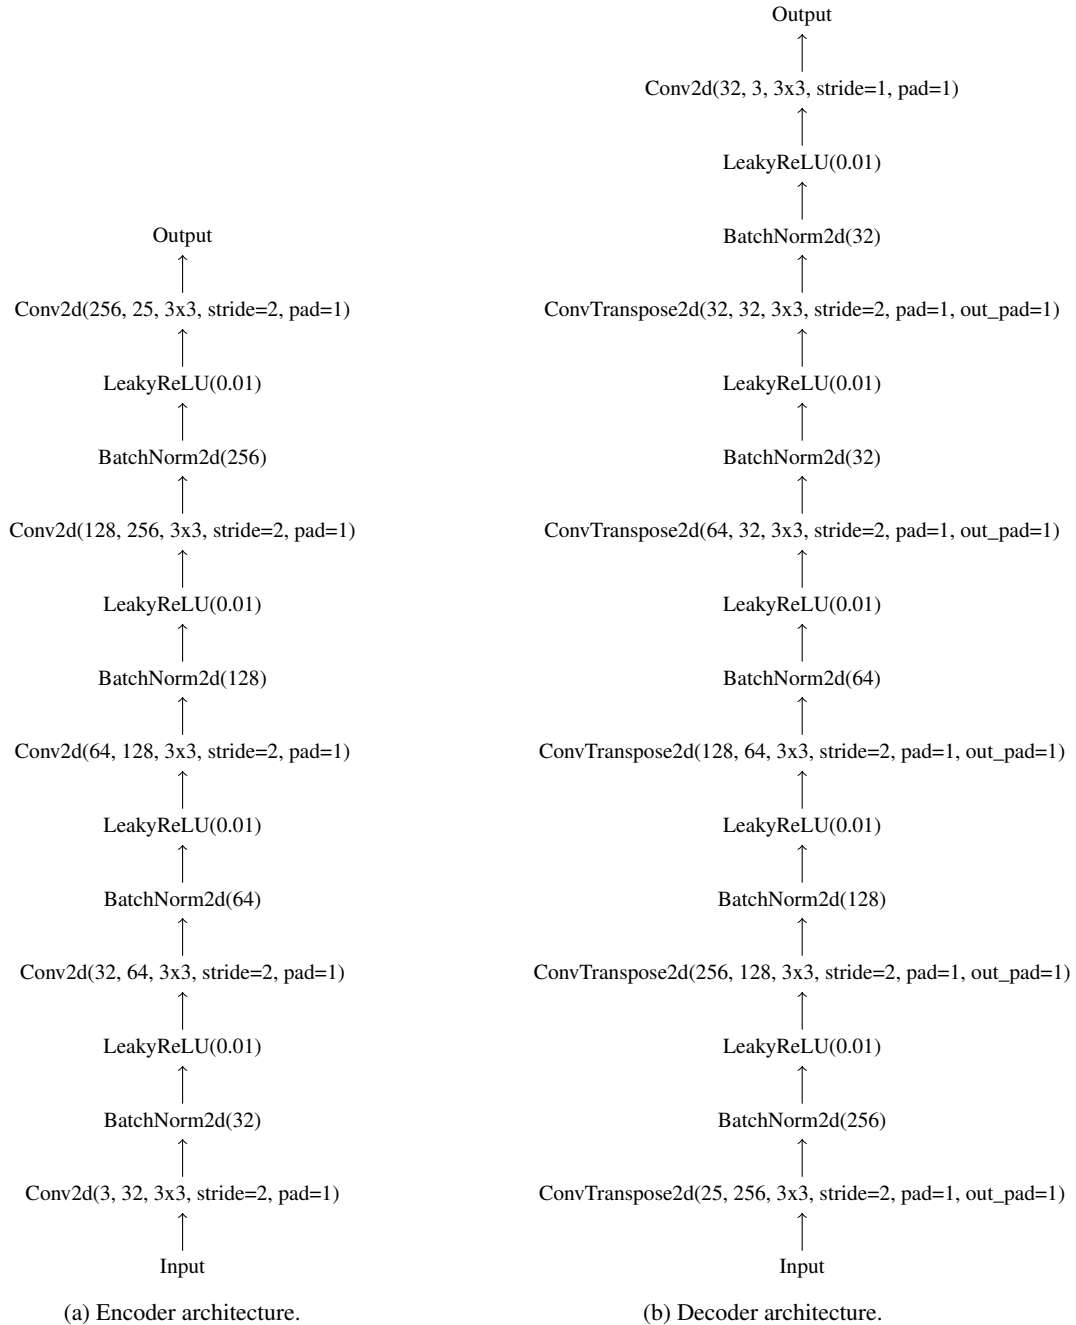 Output
Conv2d(256, 25, 3x3, stride=2, pad=1)
LeakyReLU(0.01)
BatchNorm2d(256)
Conv2d(128, 256, 3x3, stride=2, pad=1)
LeakyReLU(0.01)
BatchNorm2d(128)
Conv2d(64, 128, 3x3, stride=2, pad=1)
LeakyReLU(0.01)
BatchNorm2d(64)
Conv2d(32, 64, 3x3, stride=2, pad=1)
LeakyReLU(0.01)
BatchNorm2d(32)
Conv2d(3, 32, 3x3, stride=2, pad=1)
Input
(a) Encoder architecture.
Output
Conv2d(32, 3, 3x3, stride=1, pad=1)
LeakyReLU(0.01)
BatchNorm2d(32)
ConvTranspose2d(32, 32, 3x3, stride=2, pad=1, out_pad=1)
LeakyReLU(0.01)
BatchNorm2d(32)
ConvTranspose2d(64, 32, 3x3, stride=2, pad=1, out_pad=1)
LeakyReLU(0.01)
BatchNorm2d(64)
ConvTranspose2d(128, 64, 3x3, stride=2, pad=1, out_pad=1)
LeakyReLU(0.01)
BatchNorm2d(128)
ConvTranspose2d(256, 128, 3x3, stride=2, pad=1, out_pad=1)
LeakyReLU(0.01)
BatchNorm2d(256)
ConvTranspose2d(25, 256, 3x3, stride=2, pad=1, out_pad=1)
Input
(b) Decoder architecture.